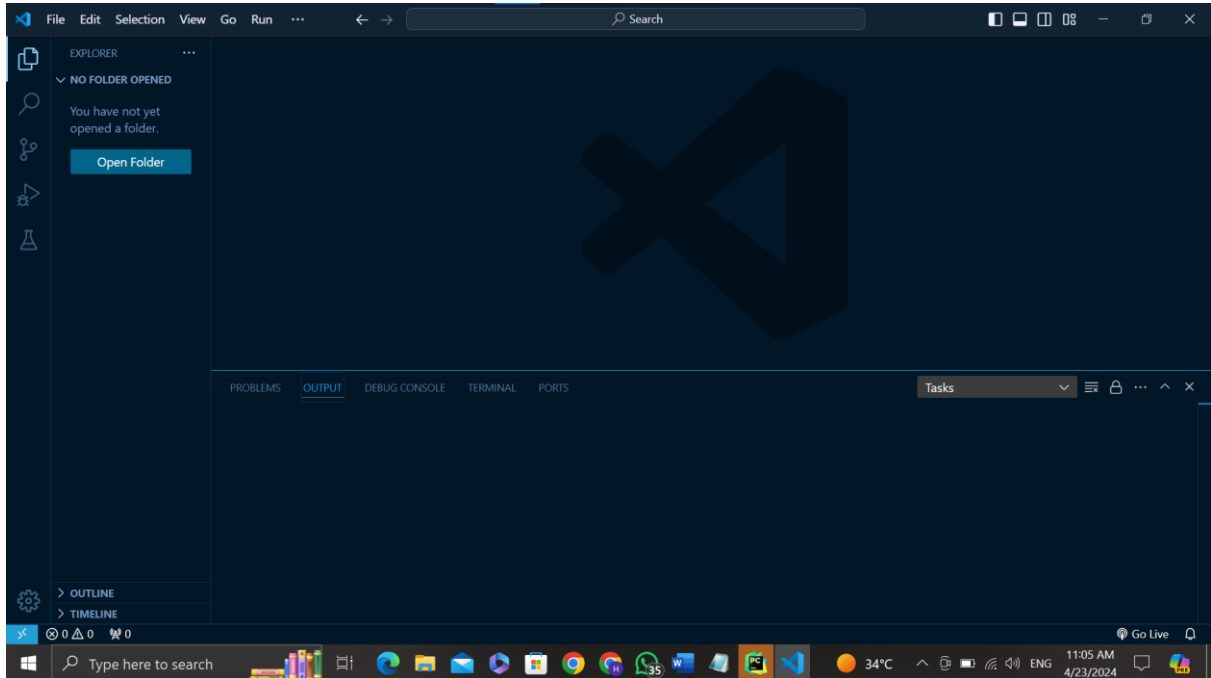 File Edit Selection View Go Run ···
Search
EXPLORER ···
NO FOLDER OPENED
You have not yet
opened a folder.
Open Folder
PROBLEMS OUTPUT DEBUG CONSOLE TERMINAL PORTS
Tasks
OUTLINE
TIMELINE
0 0 0
Go Live
Type here to search
35
PC
34°C
ENG
11:05 AM
4/23/2024
PRE